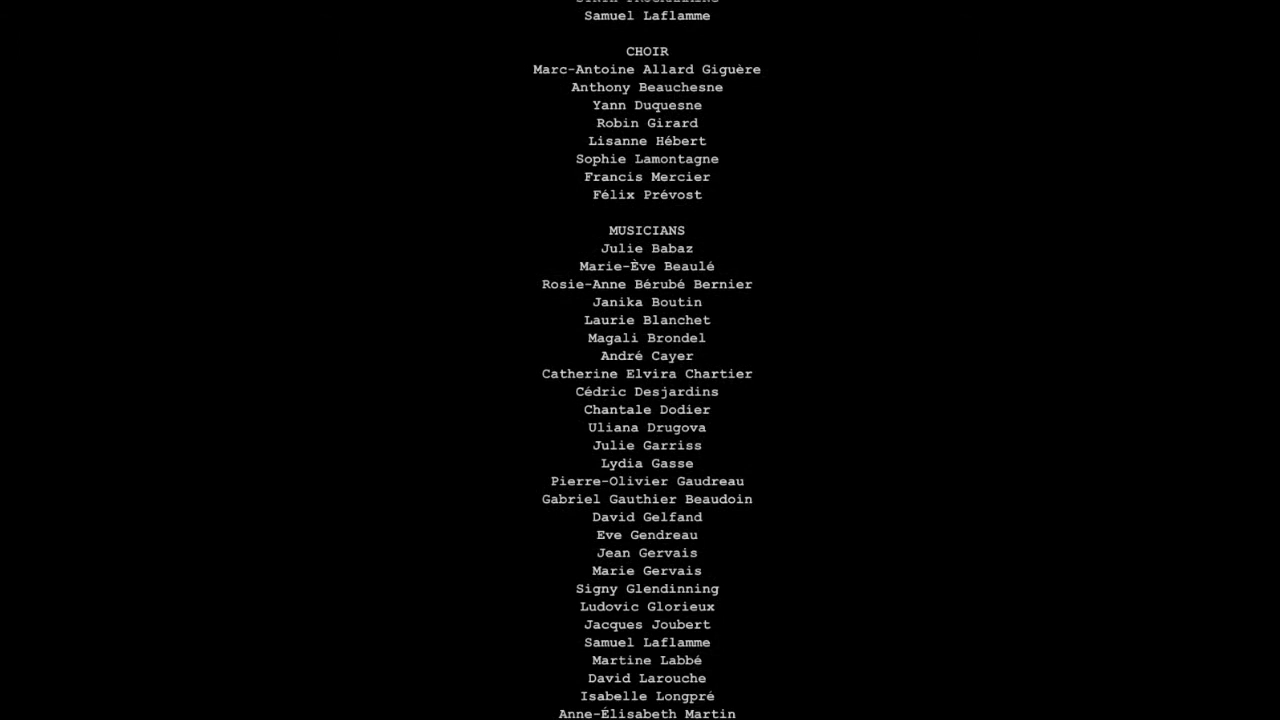 Samuel Laflamme
CHOIR
Marc-Antoine Allard Giguère
Anthony Beauchesne
Yann Duquesne
Robin Girard
Lisanne Hébert
Sophie Lamontagne
Francis Mercier
Félix Prévost
MUSICIANS
Julie Babaz
Marie-Ève Beaulé
Rosie-Anne Bérubé Bernier
Janika Boutin
Laurie Blanchet
Magali Brondel
André Cayer
Catherine Elvira Chartier
Cédric Desjardins
Chantale Dodier
Uliana Drugova
Julie Garriss
Lydia Gasse
Pierre-Olivier Gaudreau
Gabriel Gauthier Beaudoin
David Gelfand
Eve Gendreau
Jean Gervais
Marie Gervais
Signy Glendinning
Ludovic Glorieux
Jacques Joubert
Samuel Laflamme
Martine Labbé
David Larouche
Isabelle Longpré
Anne-Élisabeth Martin